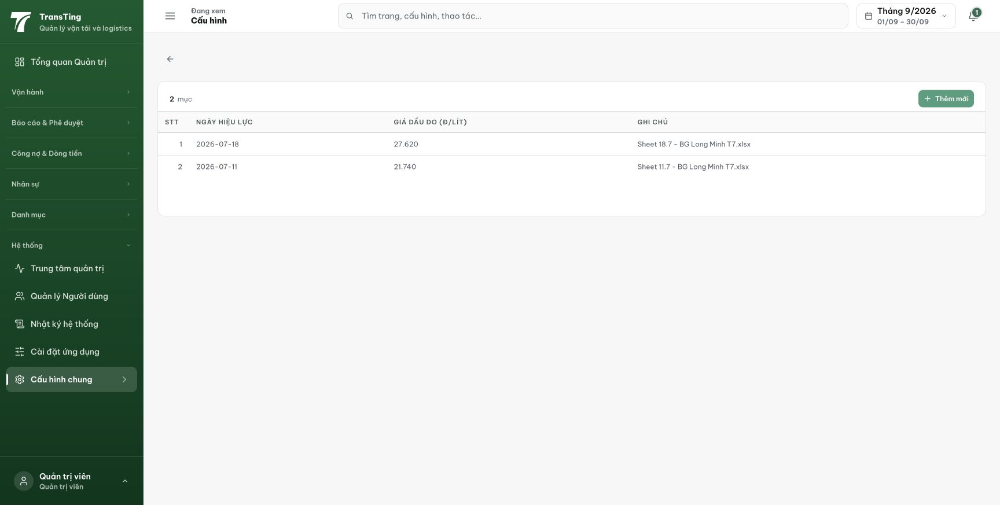 TransTing
Quản lý vận tải và logistics
Đang xem
Cấu hình
Tìm trang, cấu hình, thao tác...
Tháng 9/2026
01/09 – 30/09
1
Tổng quan Quản trị
Vận hành
Báo cáo & Phê duyệt
Công nợ & Dòng tiền
Nhân sự
Danh mục
Hệ thống
Trung tâm quản trị
Quản lý Người dùng
Nhật ký hệ thống
Cài đặt ứng dụng
Cấu hình chung
Quản trị viên
Quản trị viên
2 mục
Thêm mới
STT NGÀY HIỆU LỰC GIÁ DẦU DO (Đ/LÍT) GHI CHÚ
1 2026-07-18 27.620 Sheet 18.7 - BG Long Minh T7.xlsx
2 2026-07-11 21.740 Sheet 11.7 - BG Long Minh T7.xlsx